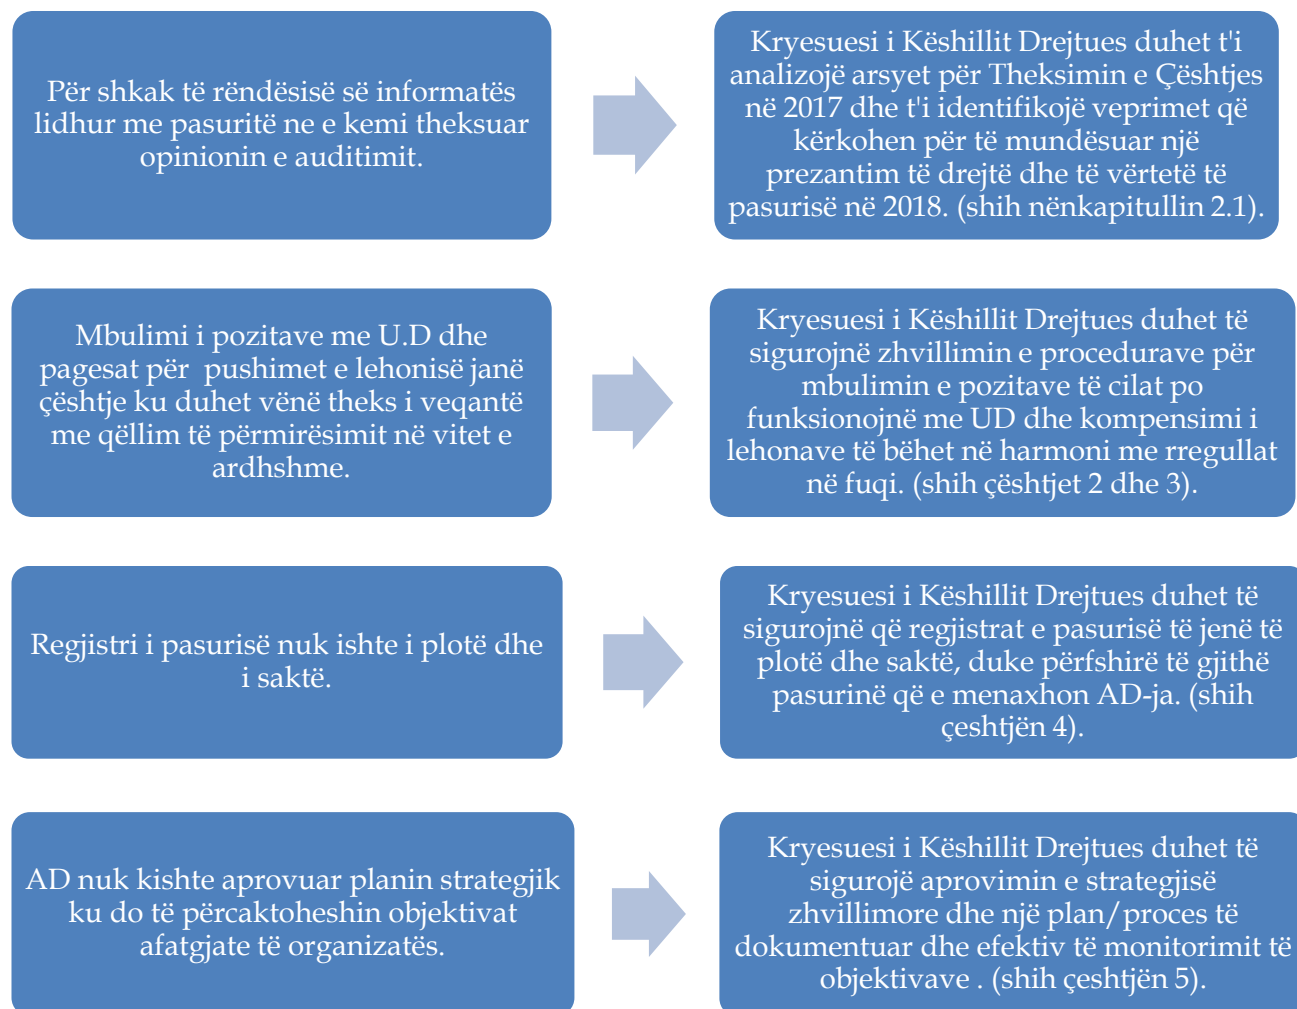 Për shkak të rëndësisë së informatës
lidhur me pasuritë ne e kemi theksuar
opinionin e auditimit.
Kryesuesi i Këshillit Drejtues duhet t'i
analizojë arsyet për Theksimin e Çështjes
në 2017 dhe t'i identifikojë veprimet që
kërkohen për të mundësuar një
prezantim të drejtë dhe të vërtetë të
pasurisë në 2018. (shih nënkapitullin 2.1).
Mbulimi i pozitave me U.D dhe
pagesat për pushimet e lehonisë janë
çështje ku duhet vënë theks i veqantë
me qëllim të përmirësimit në vitet e
ardhshme.
Kryesuesi i Këshillit Drejtues duhet të
sigurojnë zhvillimin e procedurave për
mbulimin e pozitave të cilat po
funksionojnë me UD dhe kompensimi i
lehonave të bëhet në harmoni me rregullat
në fuqi. (shih çështjet 2 dhe 3).
Regjistri i pasurisë nuk ishte i plotë dhe
i saktë.
Kryesuesi i Këshillit Drejtues duhet të
sigurojnë që regjistrat e pasurisë të jenë të
plotë dhe saktë, duke përfshirë të gjithë
pasurinë që e menaxhon AD-ja. (shih
çeshtjën 4).
AD nuk kishte aprovuar planin strategjik
ku do të përcaktoheshin objektivat
afatgjate të organizatës.
Kryesuesi i Këshillit Drejtues duhet të
sigurojë aprovimin e strategjisë
zhvillimore dhe një plan/proces të
dokumentuar dhe efektiv të monitorimit të
objektivave . (shih çeshtjën 5).